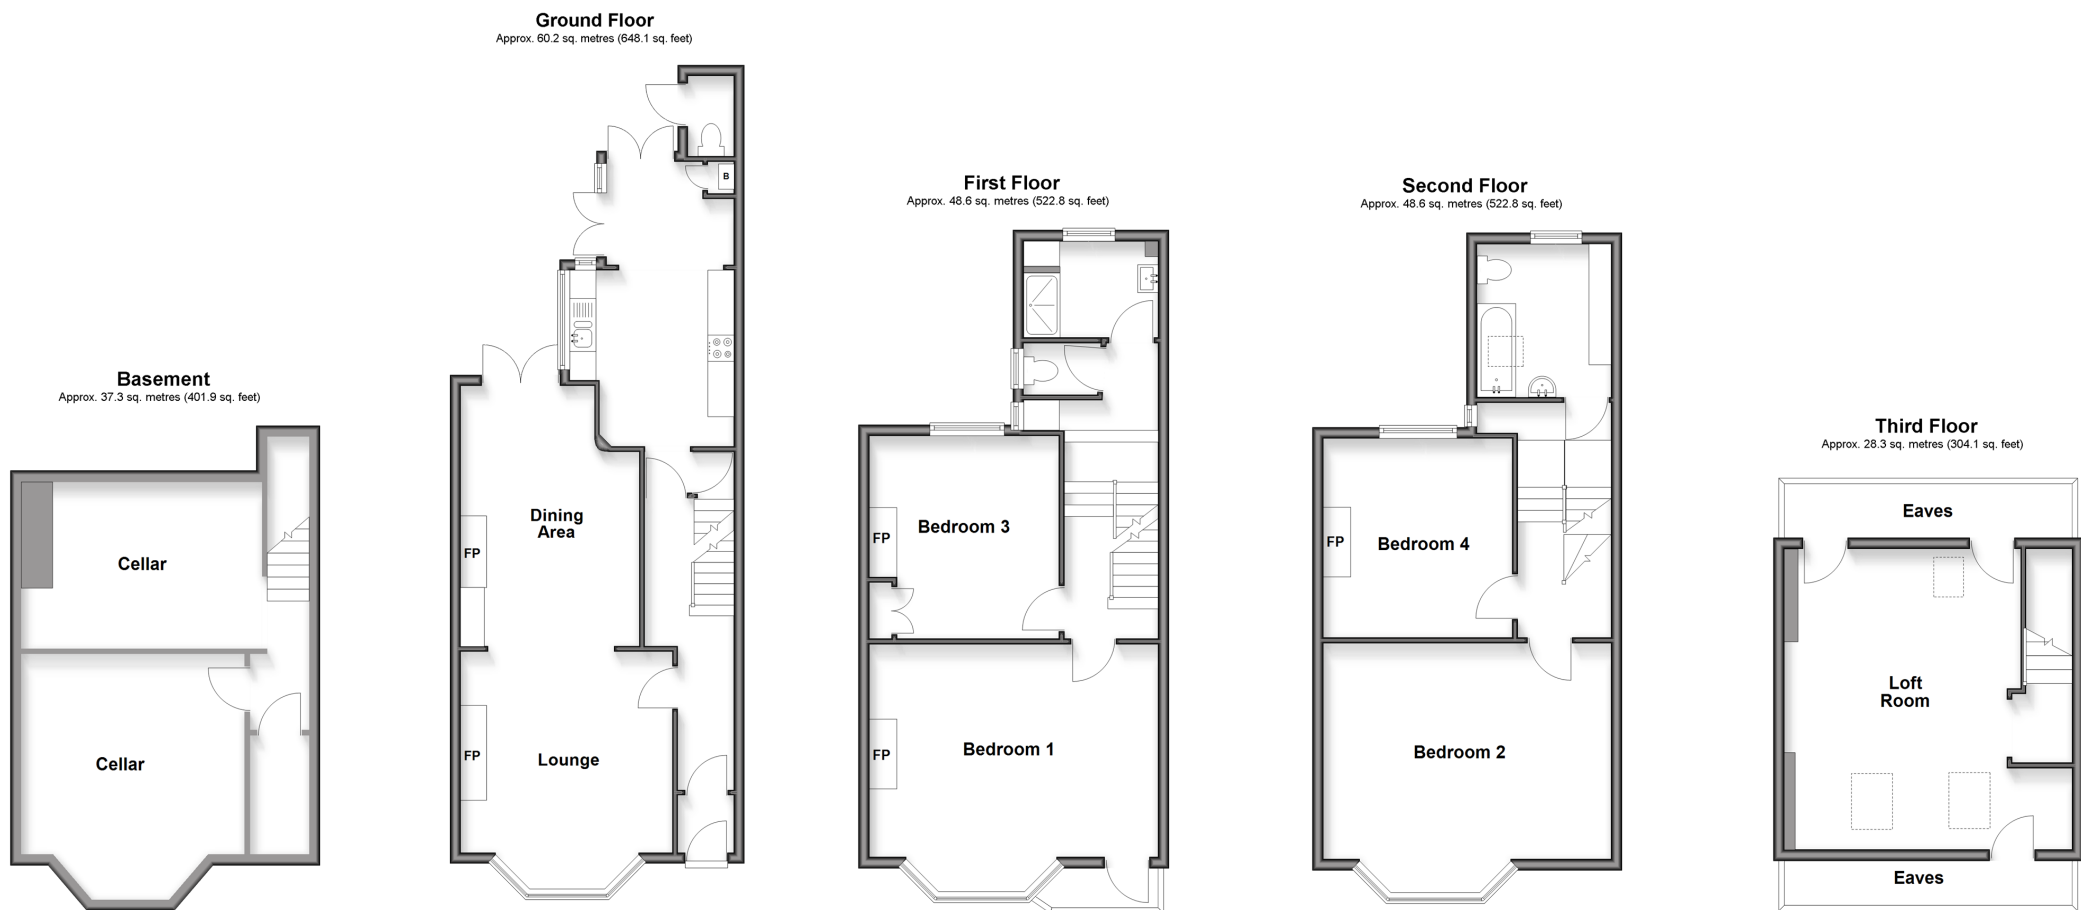 Ground Floor
Approx. 60.2 sq. metres (648.1 sq. feet)
B
Dining
Area
FP
FP
Lounge
Basement
Approx. 37.3 sq. metres (401.9 sq. feet)
Cellar
Cellar
First Floor
Approx. 48.6 sq. metres (522.8 sq. feet)
Bedroom 3
FP
FP
Bedroom 1
Second Floor
Approx. 48.6 sq. metres (522.8 sq. feet)
FP
Bedroom 4
Bedroom 2
Third Floor
Approx. 28.3 sq. metres (304.1 sq. feet)
Eaves
Loft
Room
Eaves